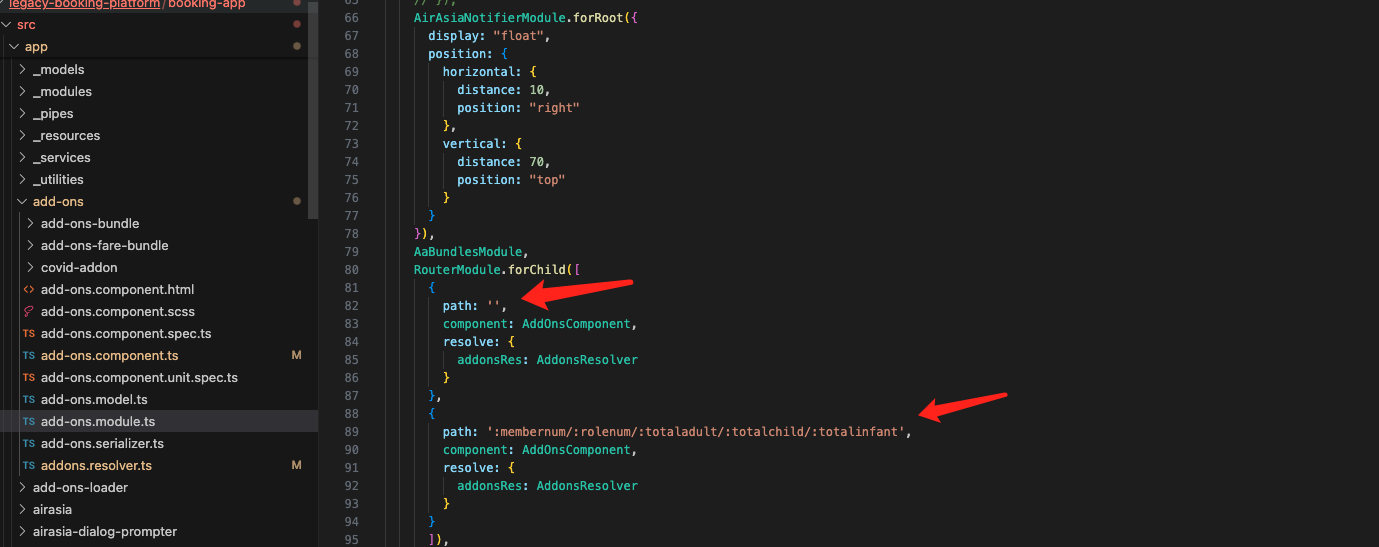 legacy-booking-platform/booking-app
src
app
_models
_modules
_pipes
_resources
_services
_utilities
add-ons
add-ons-bundle
add-ons-fare-bundle
covid-addon
<> add-ons.component.html
add-ons.component.scss
TS add-ons.component.spec.ts
TS add-ons.component.ts M
TS add-ons.component.unit.spec.ts
TS add-ons.model.ts
TS add-ons.module.ts
TS add-ons.serializer.ts
TS addons.resolver.ts M
add-ons-loader
airasia
airasia-dialog-prompter
65 // }),
66 AirAsiaNotifierModule.forRoot({
67 display: "float",
68 position: {
69 horizontal: {
70 distance: 10,
71 position: "right"
72 },
73 vertical: {
74 distance: 70,
75 position: "top"
76 }
77 }
78 }),
79 AaBundlesModule,
80 RouterModule.forChild([
81 {
82 path: '',
83 component: AddOnsComponent,
84 resolve: {
85 addonsRes: AddonsResolver
86 }
87 },
88 {
89 path: ':membernum/:rolenum/:totaladult/:totalchild/:totalinfant',
90 component: AddOnsComponent,
91 resolve: {
92 addonsRes: AddonsResolver
93 }
94 }
95 ]),